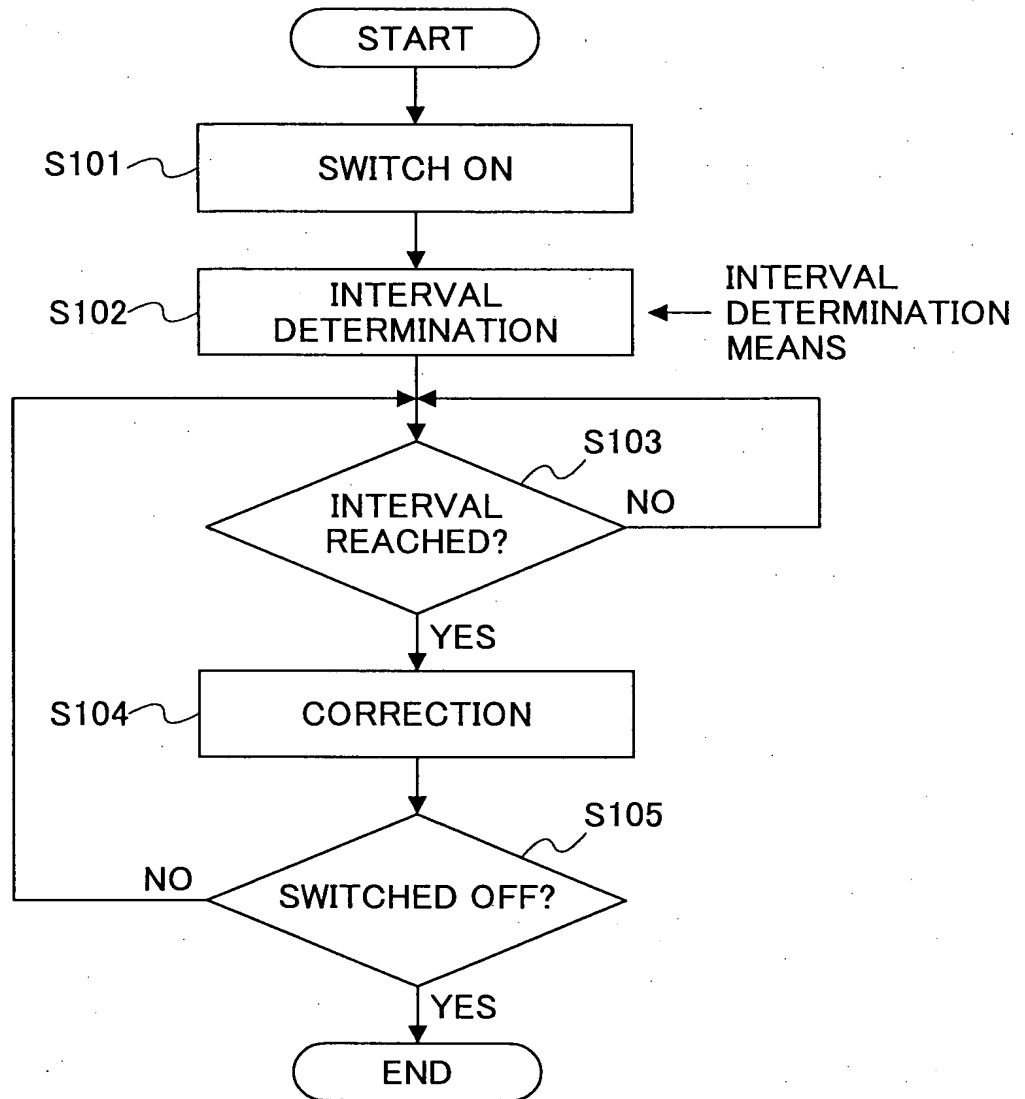 START
S101
SWITCH ON
S102
INTERVAL
DETERMINATION
INTERVAL
DETERMINATION
MEANS
S103
INTERVAL
REACHED?
NO
YES
S104
CORRECTION
S105
NO
SWITCHED OFF?
YES
END